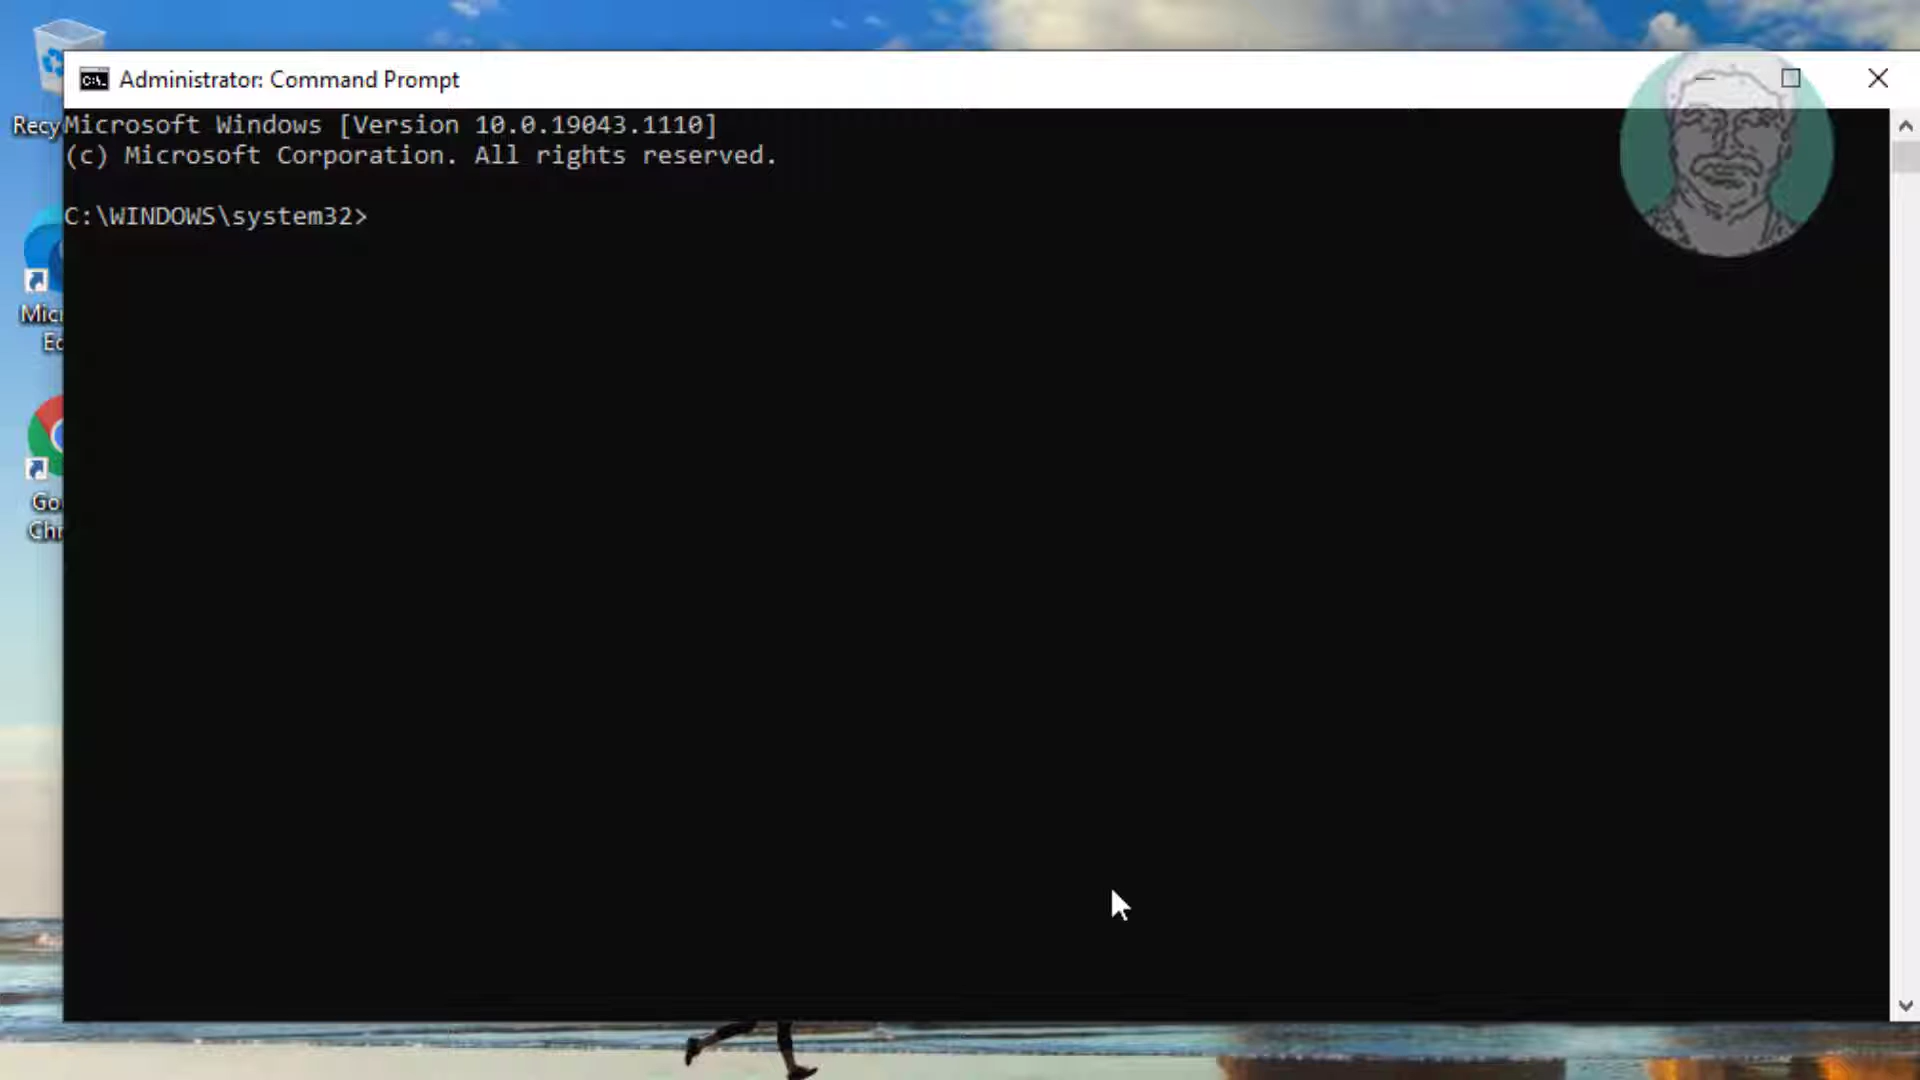 Administrator: Command Prompt
Microsoft Windows [Version 10.0.19043.1110]
(c) Microsoft Corporation. All rights reserved.
C:\WINDOWS\system32>
Recy
Mic
Ed
Go
Chr